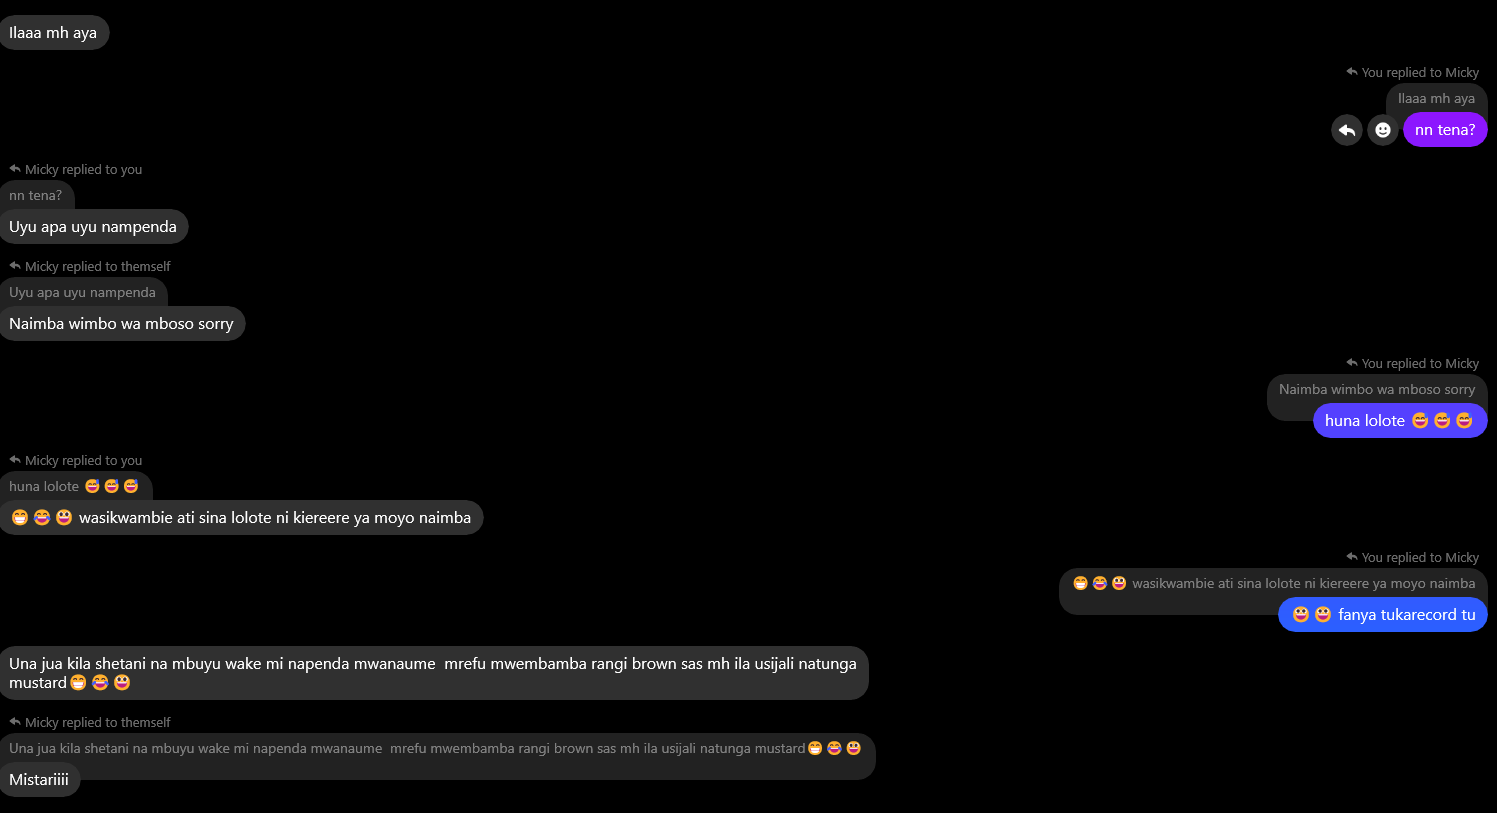 Ilaaa mh aya
You replied to Micky
Ilaaa mh aya
nn tena?
Micky replied to you
nn tena?
Uyu apa uyu nampenda
Micky replied to themself
Uyu apa uyu nampenda
Naimba wimbo wa mboso sorry
You replied to Micky
Naimba wimbo wa mboso sorry
huna lolote 😅😅😅
Micky replied to you
huna lolote 😅😅😅
😁😂😃 wasikwambie ati sina lolote ni kiereere ya moyo naimba
You replied to Micky
😁😂😃 wasikwambie ati sina lolote ni kiereere ya moyo naimba
😃😃 fanya tukarecord tu
Una jua kila shetani na mbuyu wake mi napenda mwanaume  mrefu mwembamba rangi brown sas mh ila usijali natunga
mustard😁😂😃
Micky replied to themself
Una jua kila shetani na mbuyu wake mi napenda mwanaume  mrefu mwembamba rangi brown sas mh ila usijali natunga mustard😁😂😃
Mistariiii